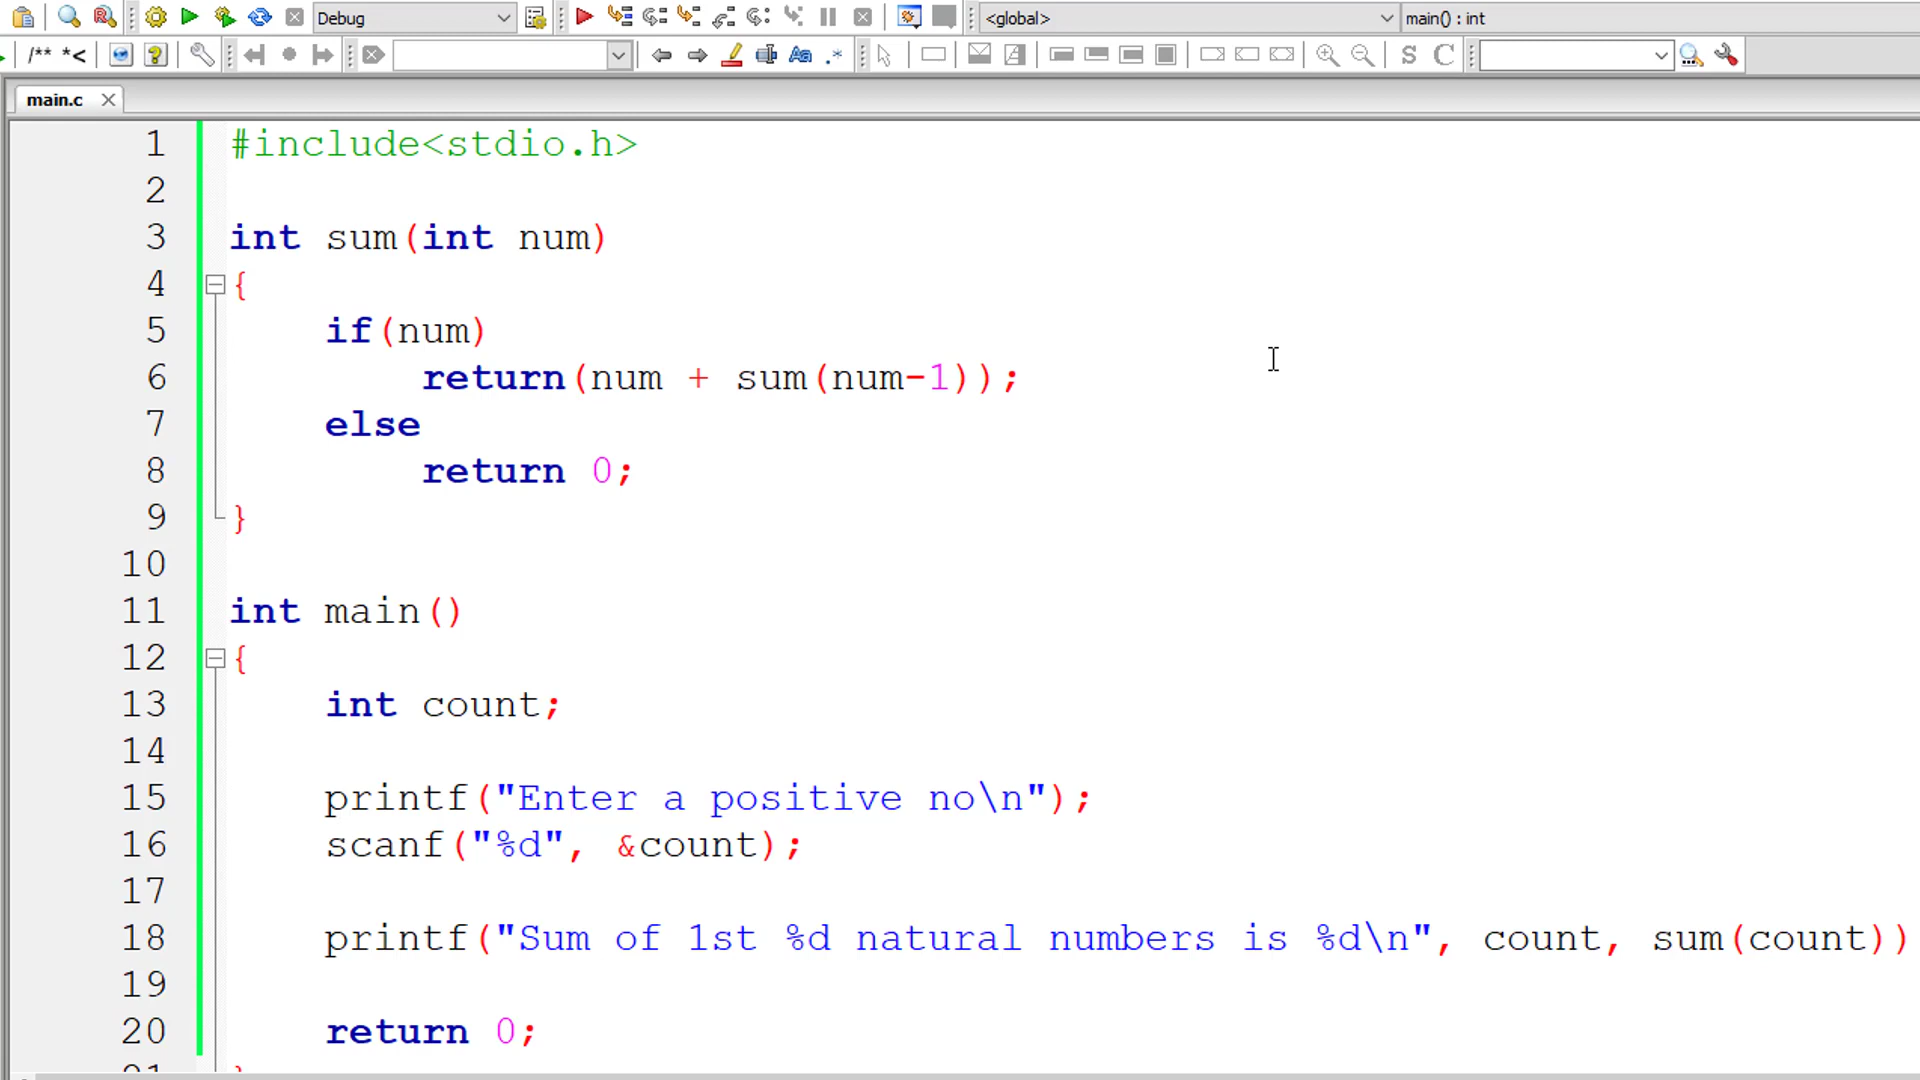 Debug
<global>
main() : int
/** *<
S C
main.c
1 #include<stdio.h>
2
3 int sum(int num)
4 {
5 if(num)
6 return(num + sum(num-1));
7 else
8 return 0;
9 }
10
11 int main()
12 {
13 int count;
14
15 printf("Enter a positive no\n");
16 scanf("%d", &count);
17
18 printf("Sum of 1st %d natural numbers is %d\n", count, sum(count))
19
20 return 0;